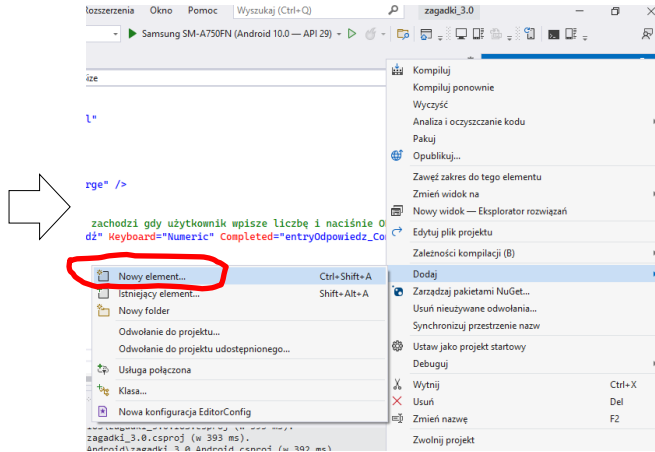 Rozszerzenia Okno Pomoc Wyszukaj (Ctrl+Q) zagadki_3.0
Samsung SM-A750FN (Android 10.0 — API 29)
ize
l"
rge" />
zachodzi gdy użytkownik wpisze liczbę i naciśnie O
dź" Keyboard="Numeric" Completed="entryOdpowiedz_Co
Kompiluj
Kompiluj ponownie
Wyczyść
Analiza i oczyszczanie kodu
Pakuj
Opublikuj...
Zawęź zakres do tego elementu
Zmień widok na
Nowy widok — Eksplorator rozwiązań
Edytuj plik projektu
Zależności kompilacji (B)
Dodaj
Zarządzaj pakietami NuGet...
Usuń nieużywane odwołania...
Synchronizuj przestrzenie nazw
Ustaw jako projekt startowy
Debuguj
Wytnij Ctrl+X
Usuń Del
Zmień nazwę F2
Zwolnij projekt
Nowy element... Ctrl+Shift+A
Istniejący element... Shift+Alt+A
Nowy folder
Odwołanie do projektu...
Odwołanie do projektu udostępnionego...
Usługa połączona
Klasa...
Nowa konfiguracja EditorConfig
zagadki_3.0.csproj (w 393 ms).
Android\zagadki_3.0.Android.csproj (w 392 ms)